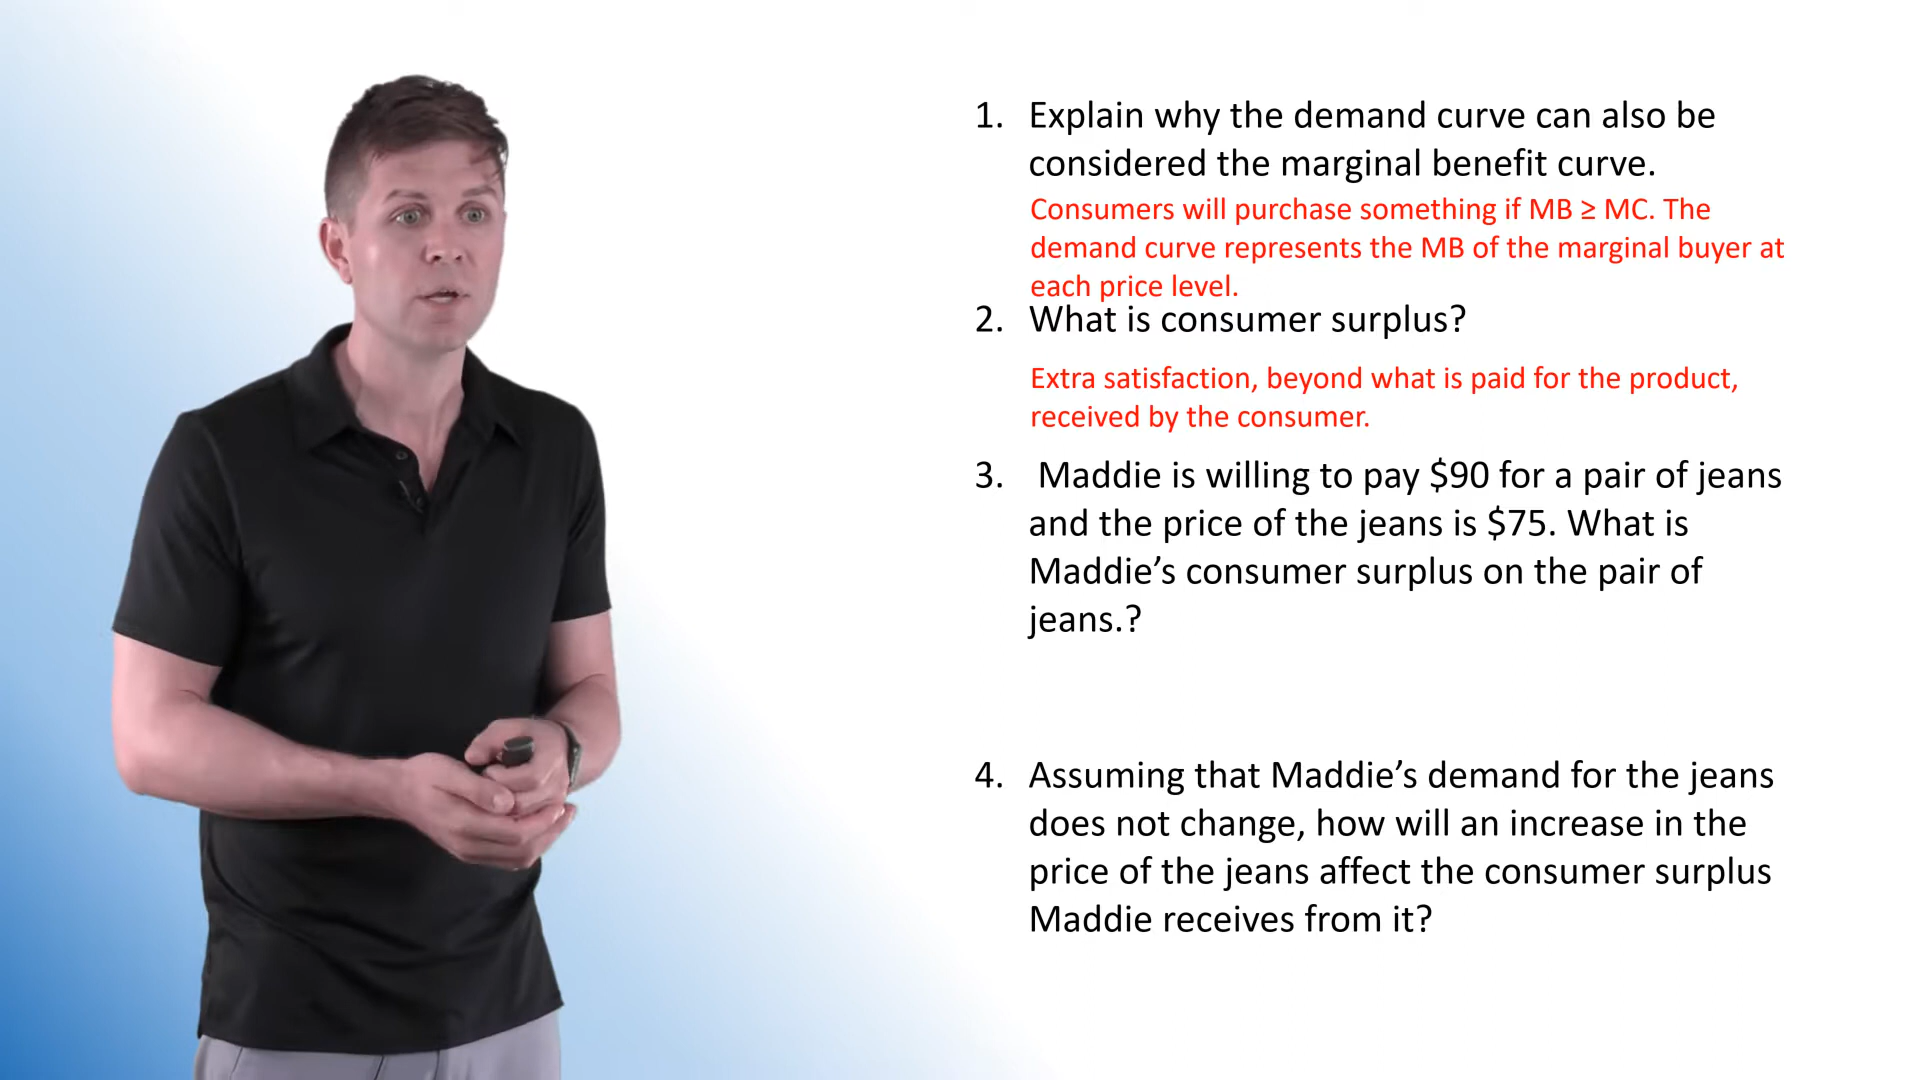 1. Explain why the demand curve can also be
considered the marginal benefit curve.
Consumers will purchase something if MB ≥ MC. The
demand curve represents the MB of the marginal buyer at
each price level.
2. What is consumer surplus?
Extra satisfaction, beyond what is paid for the product,
received by the consumer.
3. Maddie is willing to pay $90 for a pair of jeans
and the price of the jeans is $75. What is
Maddie’s consumer surplus on the pair of
jeans.?
4. Assuming that Maddie’s demand for the jeans
does not change, how will an increase in the
price of the jeans affect the consumer surplus
Maddie receives from it?